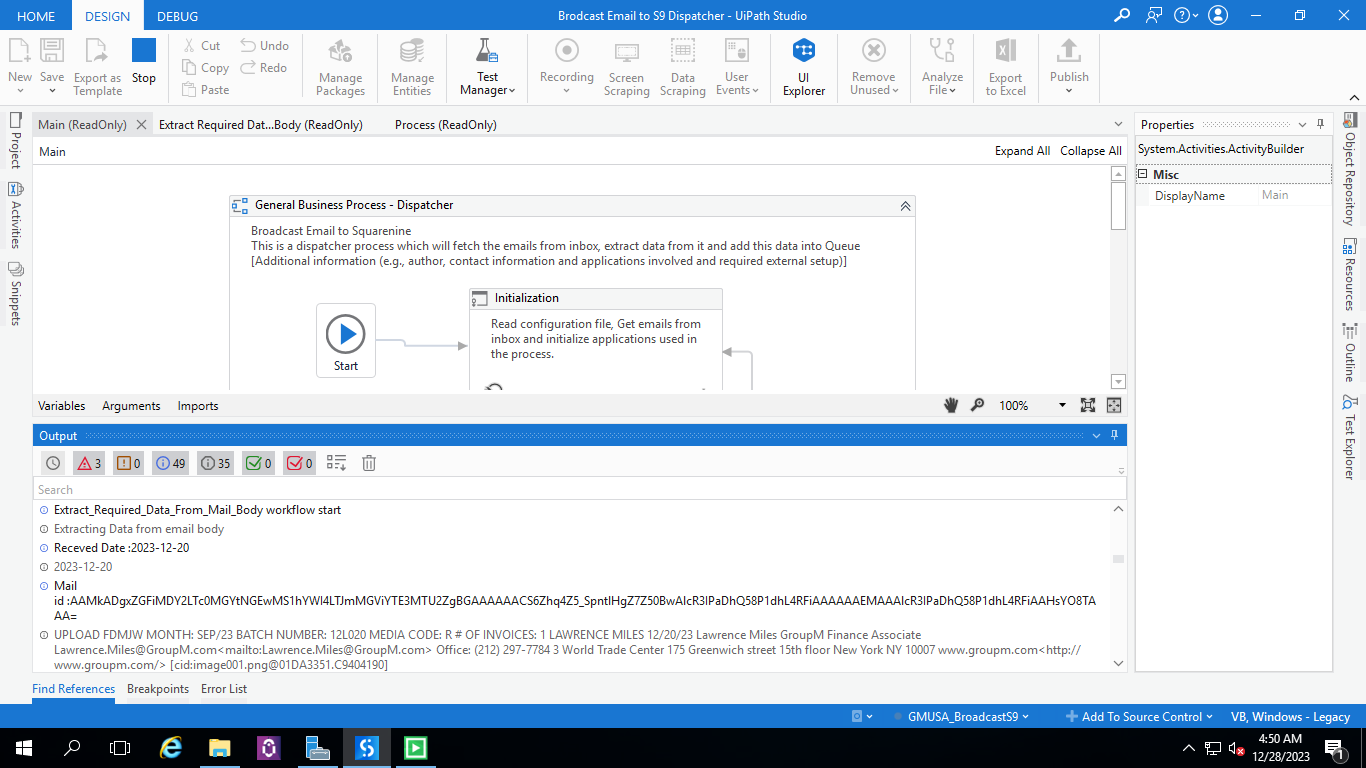 HOME DESIGN DEBUG Brodcast Email to S9 Dispatcher - UiPath Studio
New Save Export as Template Stop Cut Copy Paste Undo Redo Manage Packages Manage Entities Test Manager Recording Screen Scraping Data Scraping User Events UI Explorer Remove Unused Analyze File Export to Excel Publish
Main (ReadOnly) Extract Required Dat...Body (ReadOnly) Process (ReadOnly)
Main Expand All Collapse All
General Business Process - Dispatcher
Broadcast Email to Squarenine
This is a dispatcher process which will fetch the emails from inbox, extract data from it and add this data into Queue
[Additional information (e.g., author, contact information and applications involved and required external setup)]
Start
Initialization
Read configuration file, Get emails from
inbox and initialize applications used in
the process.
Variables Arguments Imports 100%
Output
3 0 49 35 0 0
Search
Extract_Required_Data_From_Mail_Body workflow start
Extracting Data from email body
Receved Date :2023-12-20
2023-12-20
Mail
id :AAMkADgxZGFiMDY2LTc0MGYtNGEwMS1hYWI4LTJmMGViYTE3MTU2ZgBGAAAAAACS6Zhq4Z5_SpntIHgZ7Z50BwAIcR3lPaDhQ58P1dhL4RFiAAAAAAEMAAAIcR3lPaDhQ58P1dhL4RFiAAHsYO8TA
AA=
UPLOAD FDMJW MONTH: SEP/23 BATCH NUMBER: 12L020 MEDIA CODE: R # OF INVOICES: 1 LAWRENCE MILES 12/20/23 Lawrence Miles GroupM Finance Associate
Lawrence.Miles@GroupM.com<mailto:Lawrence.Miles@GroupM.com> Office: (212) 297-7784 3 World Trade Center 175 Greenwich street 15th floor New York NY 10007 www.groupm.com<http://
www.groupm.com/> [cid:image001.png@01DA3351.C9404190]
Find References Breakpoints Error List
Properties
System.Activities.ActivityBuilder
Misc
DisplayName Main
Project
Activities
Snippets
Object Repository
Resources
Outline
Test Explorer
GMUSA_BroadcastS9 Add To Source Control VB, Windows - Legacy
4:50 AM
12/28/2023
1